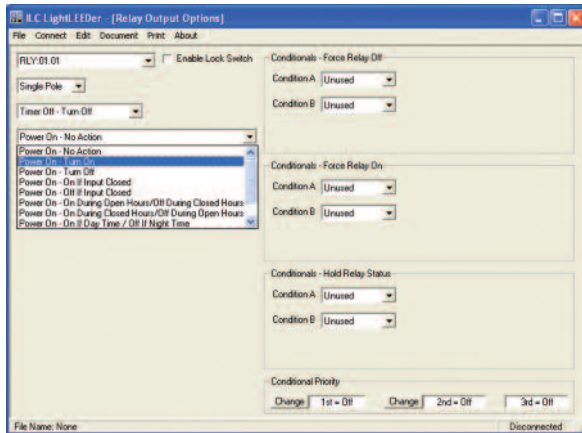 ILC LightLEEDer - [Relay Output Options]
File Connect Edit Document Print About
RLY:01.01
Enable Lock Switch
Single Pole
Timer Off - Turn Off
Power On - No Action
Power On - No Action
Power On - Turn On
Power On - Turn Off
Power On - On If Input Closed
Power On - Off If Input Closed
Power On - On During Open Hours/Off During Closed Hours
Power On - On During Closed Hours/Off During Open Hours
Power On - On If Day Time / Off If Night Time
Conditionals - Force Relay Off
Condition A Unused
Condition B Unused
Conditionals - Force Relay On
Condition A Unused
Condition B Unused
Conditionals - Hold Relay Status
Condition A Unused
Condition B Unused
Conditional Priority
Change 1st = Off Change 2nd = Off 3rd = Off
File Name: None Disconnected